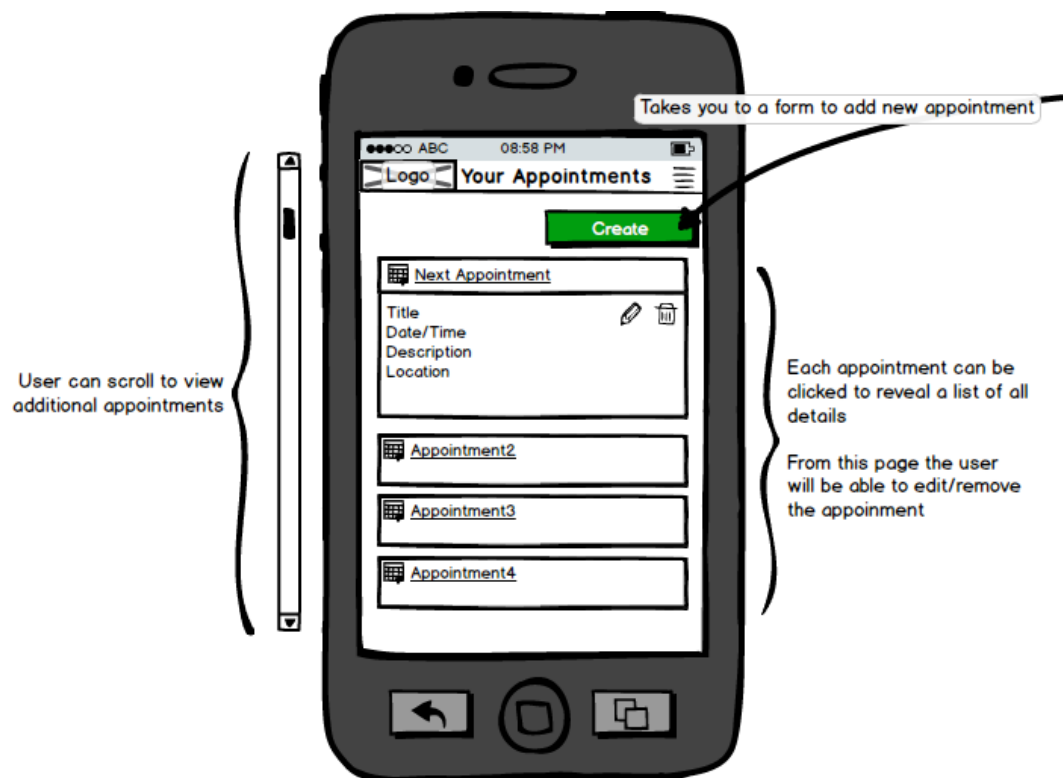 Takes you to a form to add new appointment
ABC 08:58 PM
Logo Your Appointments
Create
Next Appointment
Title
Date/Time
Description
Location
Appointment2
Appointment3
Appointment4
User can scroll to view
additional appointments
Each appointment can be
clicked to reveal a list of all
details
From this page the user
will be able to edit/remove
the appoinment